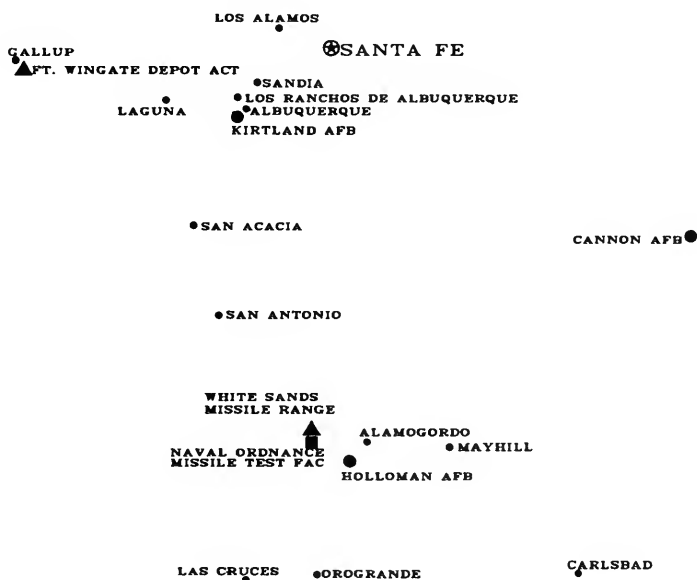 LOS ALAMOS
SANTA FE
GALLUP
FT. WINGATE DEPOT ACT
SANDIA
LOS RANCHOS DE ALBUQUERQUE
LAGUNA
ALBUQUERQUE
KIRTLAND AFB
SAN ACACIA
CANNON AFB
SAN ANTONIO
WHITE SANDS
MISSILE RANGE
ALAMOGORDO
MAYHILL
NAVAL ORDNANCE
MISSILE TEST FAC
HOLLOMAN AFB
LAS CRUCES
OROGRANDE
CARLSBAD